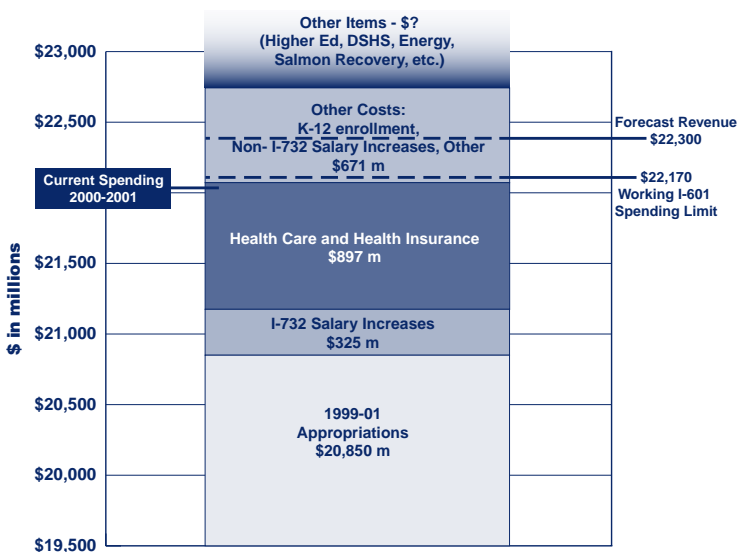 Other Items - $?
(Higher Ed, DSHS, Energy,
Salmon Recovery, etc.)
$23,000
Other Costs:
K-12 enrollment,
Non- I-732 Salary Increases, Other
$671 m
$22,500
Forecast Revenue
$22,300
$22,170
Working I-601
Spending Limit
Current Spending
2000-2001
Health Care and Health Insurance
$897 m
$21,500
I-732 Salary Increases
$325 m
$21,000
$20,500
1999-01
Appropriations
$20,850 m
$20,000
$19,500
$ in millions